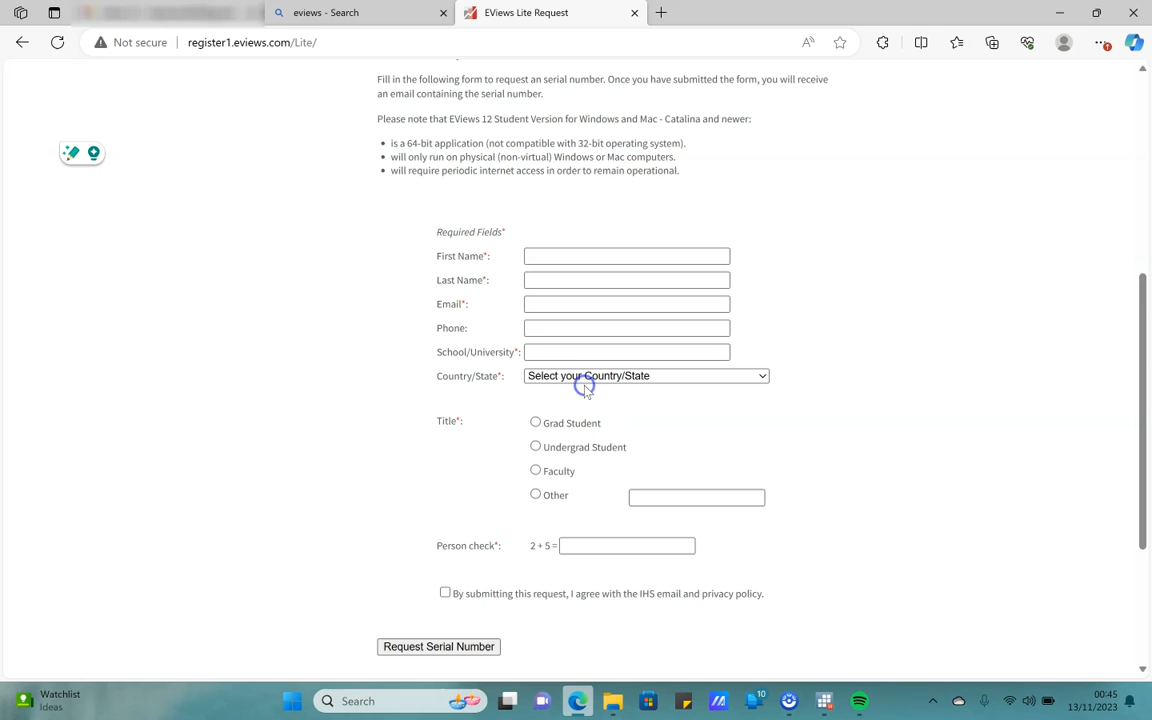 eviews - Search
EViews Lite Request
Not secure
register1.eviews.com/Lite/
Fill in the following form to request an serial number. Once you have submitted the form, you will receive
an email containing the serial number.
Please note that EViews 12 Student Version for Windows and Mac - Catalina and newer:
• is a 64-bit application (not compatible with 32-bit operating system).
• will only run on physical (non-virtual) Windows or Mac computers.
• will require periodic internet access in order to remain operational.
Required Fields*
First Name*:
Last Name*:
Email*:
Phone:
School/University*:
Country/State*: Select your Country/State
Title*: Grad Student
Undergrad Student
Faculty
Other
Person check*: 2 + 5 =
By submitting this request, I agree with the IHS email and privacy policy.
Request Serial Number
Watchlist
Ideas
Search
10
00:45
13/11/2023